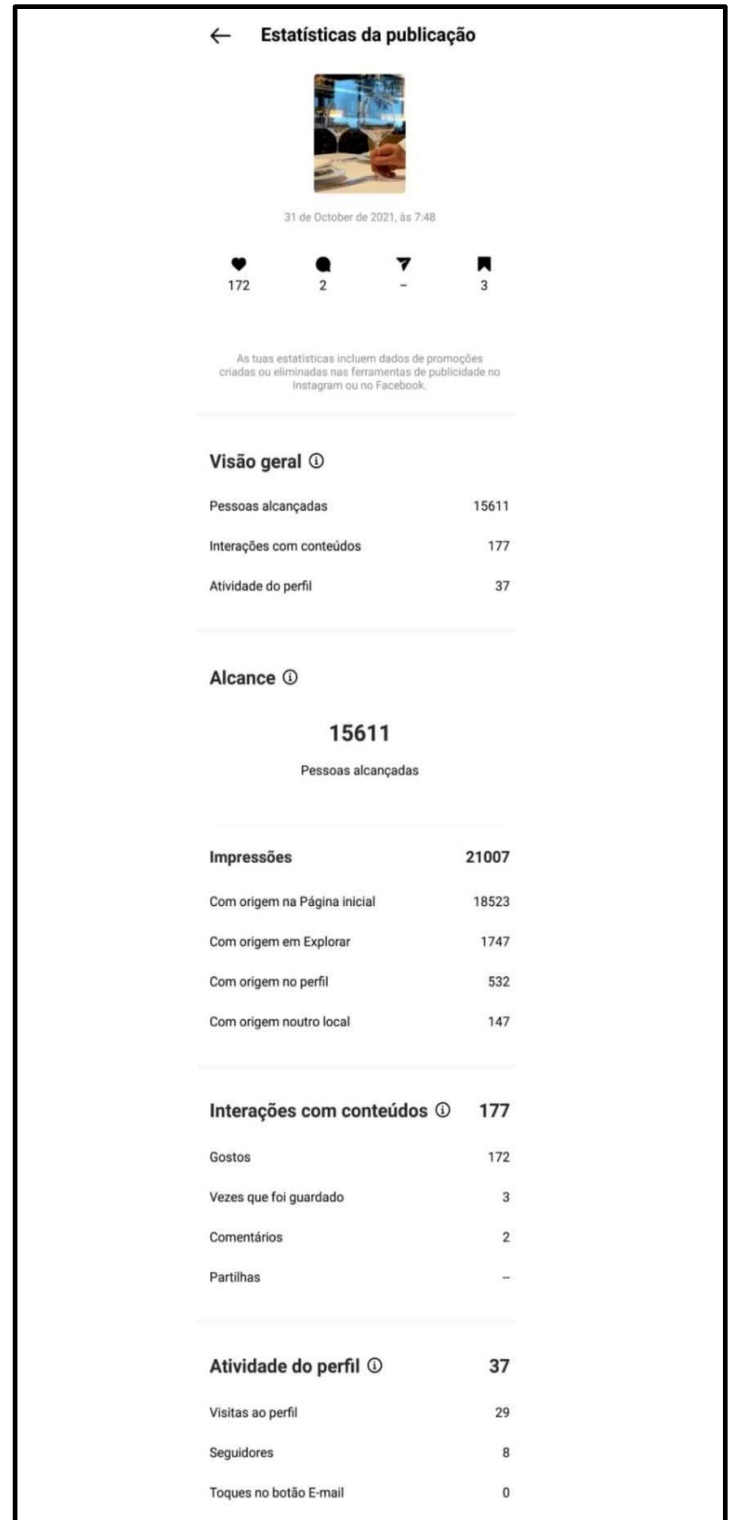 Estatísticas da publicação
31 de October de 2021, às 7:48
172 2 – 3
As tuas estatísticas incluem dados de promoções
criadas ou eliminadas nas ferramentas de publicidade no
Instagram ou no Facebook.
Visão geral
Pessoas alcançadas 15611
Interações com conteúdos 177
Atividade do perfil 37
Alcance
15611
Pessoas alcançadas
Impressões 21007
Com origem na Página inicial 18523
Com origem em Explorar 1747
Com origem no perfil 532
Com origem noutro local 147
Interações com conteúdos 177
Gostos 172
Vezes que foi guardado 3
Comentários 2
Partilhas --
Atividade do perfil 37
Visitas ao perfil 29
Seguidores 8
Toques no botão E-mail 0